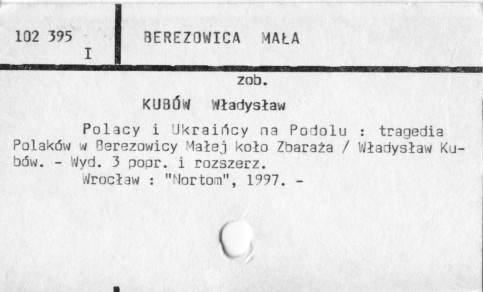 102 395 BEREZOWICA MAŁA
I
zob.
KUBÓW Władysław
Polacy i Ukraińcy na Podolu : tragedia
Polaków w Berezowicy Małej koło Zbaraża / Władysław Ku-
bów. - Wyd. 3 popr. i rozszerz.
Wrocław : "Nortom", 1997. -